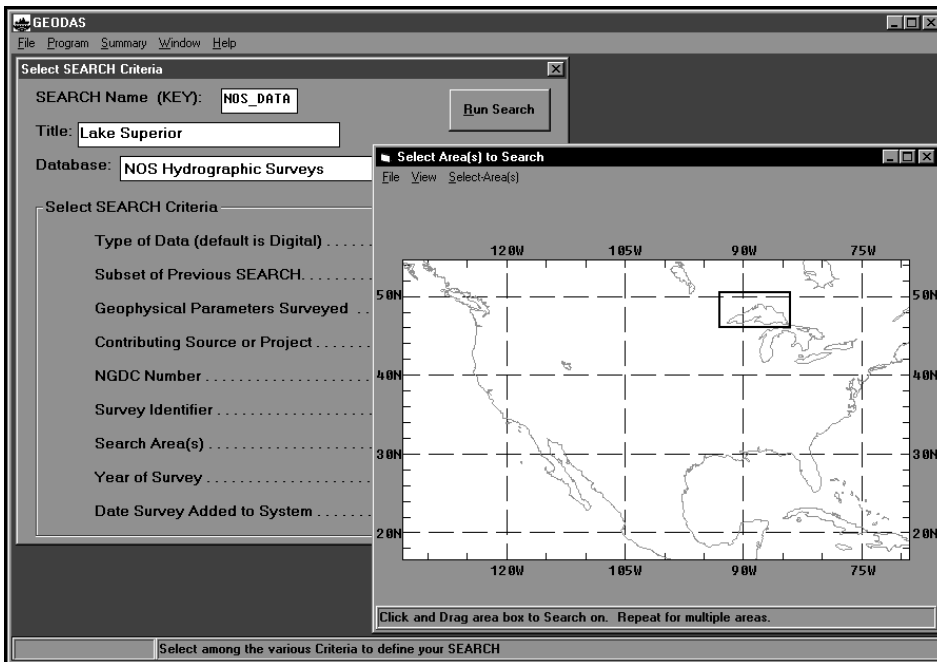 GEODAS
File Program Summary Window Help
Select SEARCH Criteria
SEARCH Name (KEY): NOS_DATA
Run Search
Title: Lake Superior
Database: NOS Hydrographic Surveys
Select SEARCH Criteria
Type of Data (default is Digital) . . . . . .
Subset of Previous SEARCH. . . . . . . . .
Geophysical Parameters Surveyed . .
Contributing Source or Project . . . . . . .
NGDC Number . . . . . . . . . . . . . . . . . . . . .
Survey Identifier . . . . . . . . . . . . . . . . . . . .
Search Area(s) . . . . . . . . . . . . . . . . . . . . .
Year of Survey . . . . . . . . . . . . . . . . . . . . .
Date Survey Added to System . . . . . . .
Select Area(s) to Search
File View Select-Area(s)
120W 105W 90W 75W
50N 50N
40N 40N
30N 30N
20N 20N
120W 105W 90W 75W
Click and Drag area box to Search on. Repeat for multiple areas.
Select among the various Criteria to define your SEARCH